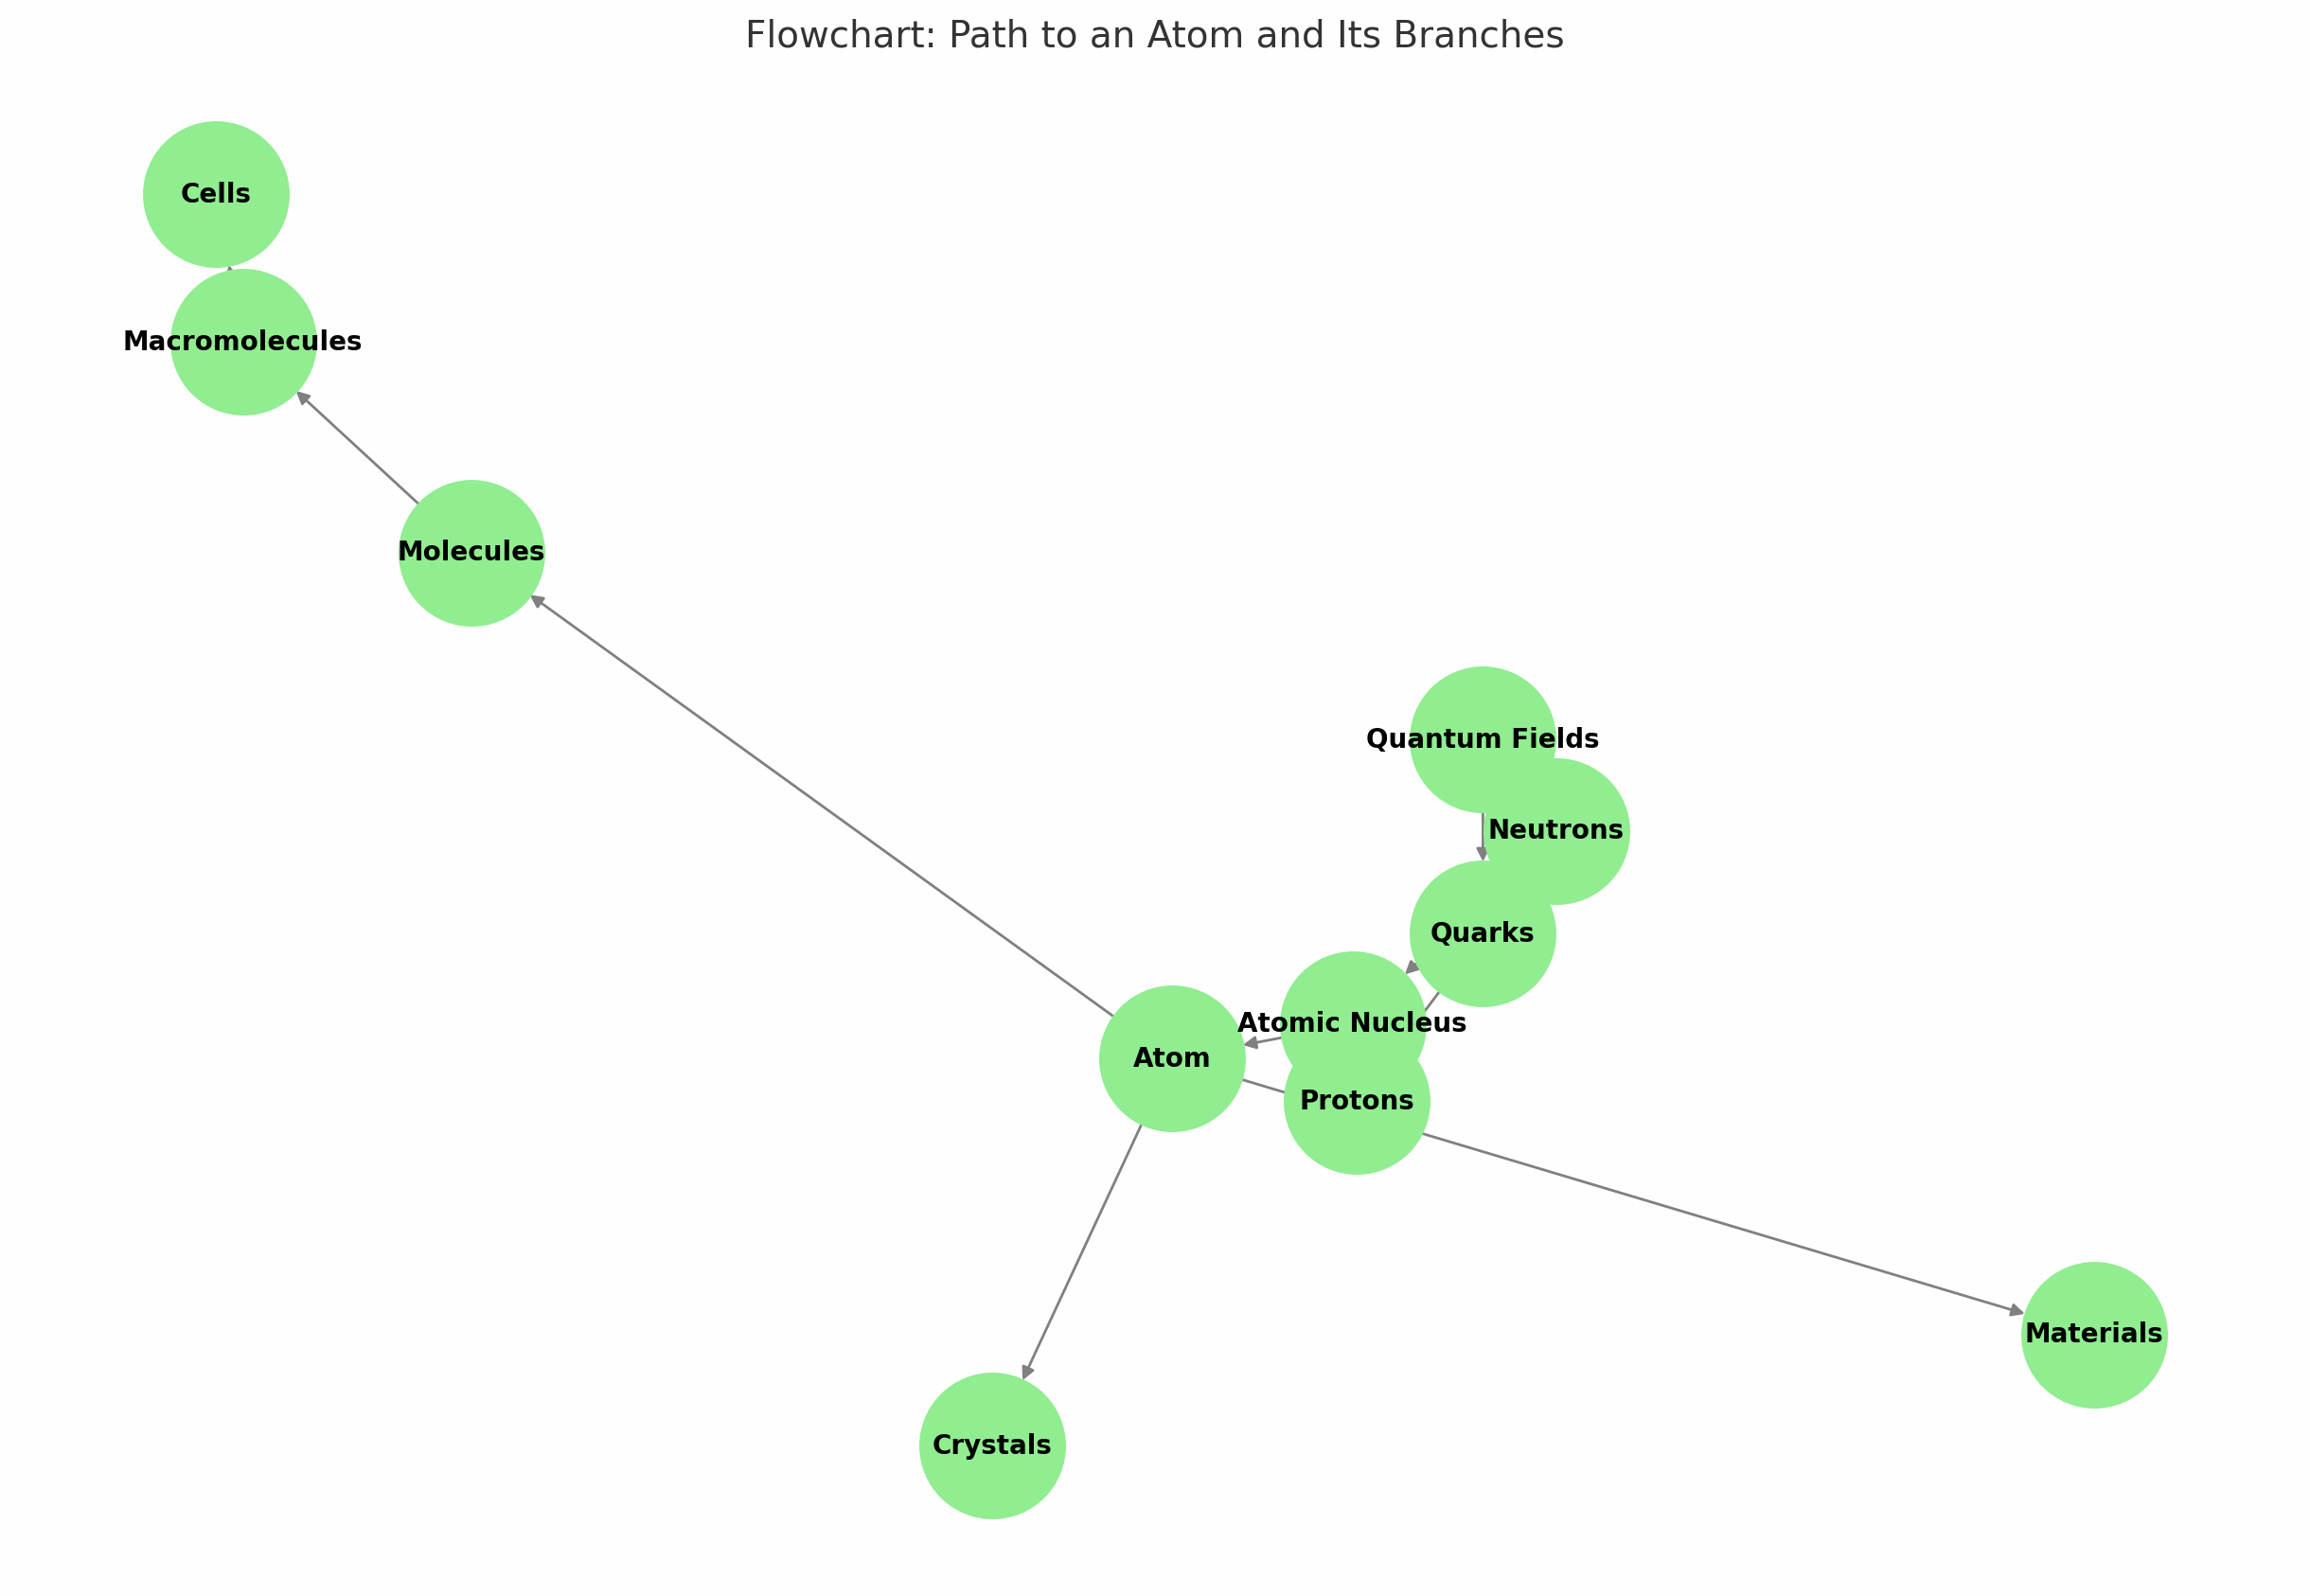 Flowchart: Path to an Atom and Its Branches
Cells
Macromolecules
Molecules
Quantum Fields
Neutrons
Quarks
Atomic Nucleus
Atom
Protons
Materials
Crystals